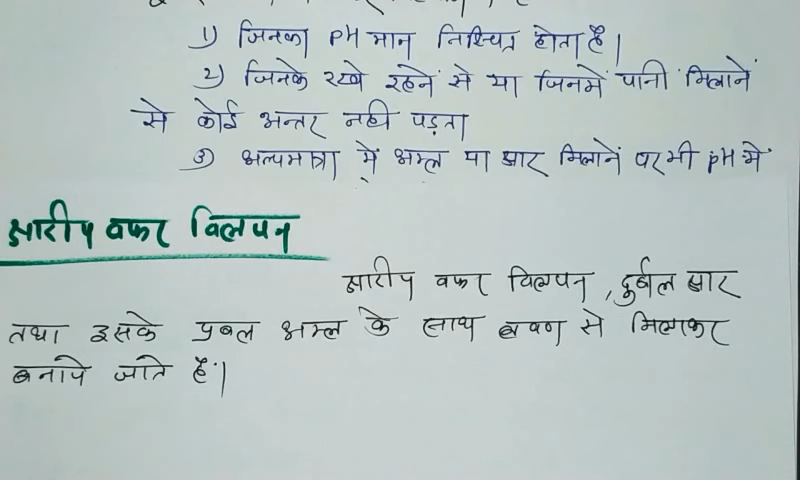 1) जिनका PH मान निश्चित होता है।
2) जिनके रखे रहने से या जिनमें पानी मिलाने
से कोई अन्तर नही पड़ता
3) अल्पमात्रा में अम्ल या क्षार मिलाने पर भी PH में
क्षारीय बफर विलयन
क्षारीय बफर विलयन, दुर्बल क्षार
तथा इसके प्रबल अम्ल के साथ लवण से मिलाकर
बनाये जाते है।